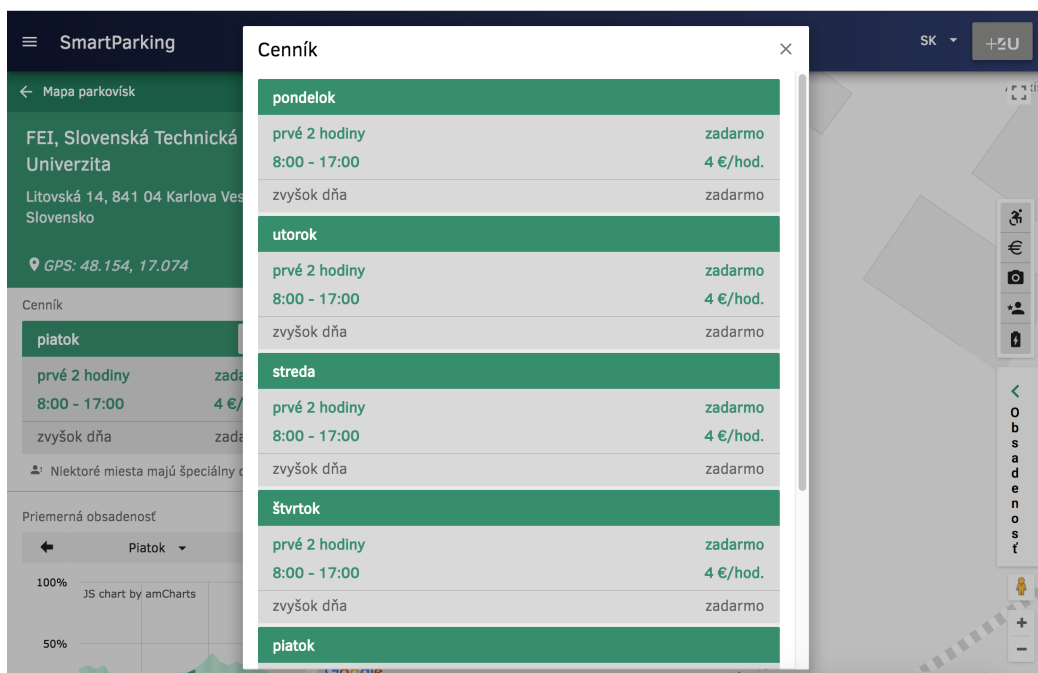 SmartParking
SK
Mapa parkovísk
FEI, Slovenská Technická
Univerzita
Litovská 14, 841 04 Karlova Ves
Slovensko
GPS: 48.154, 17.074
Cenník
piatok
prvé 2 hodiny
8:00 - 17:00 4 €/
zvyšok dňa
Niektoré miesta majú špeciálny
Priemerná obsadenosť
Piatok
100%
JS chart by amCharts
50%
Cenník
pondelok
prvé 2 hodiny zadarmo
8:00 - 17:00 4 €/hod.
zvyšok dňa zadarmo
utorok
prvé 2 hodiny zadarmo
8:00 - 17:00 4 €/hod.
zvyšok dňa zadarmo
streda
prvé 2 hodiny zadarmo
8:00 - 17:00 4 €/hod.
zvyšok dňa zadarmo
štvrtok
prvé 2 hodiny zadarmo
8:00 - 17:00 4 €/hod.
zvyšok dňa zadarmo
piatok
Obsadenosť